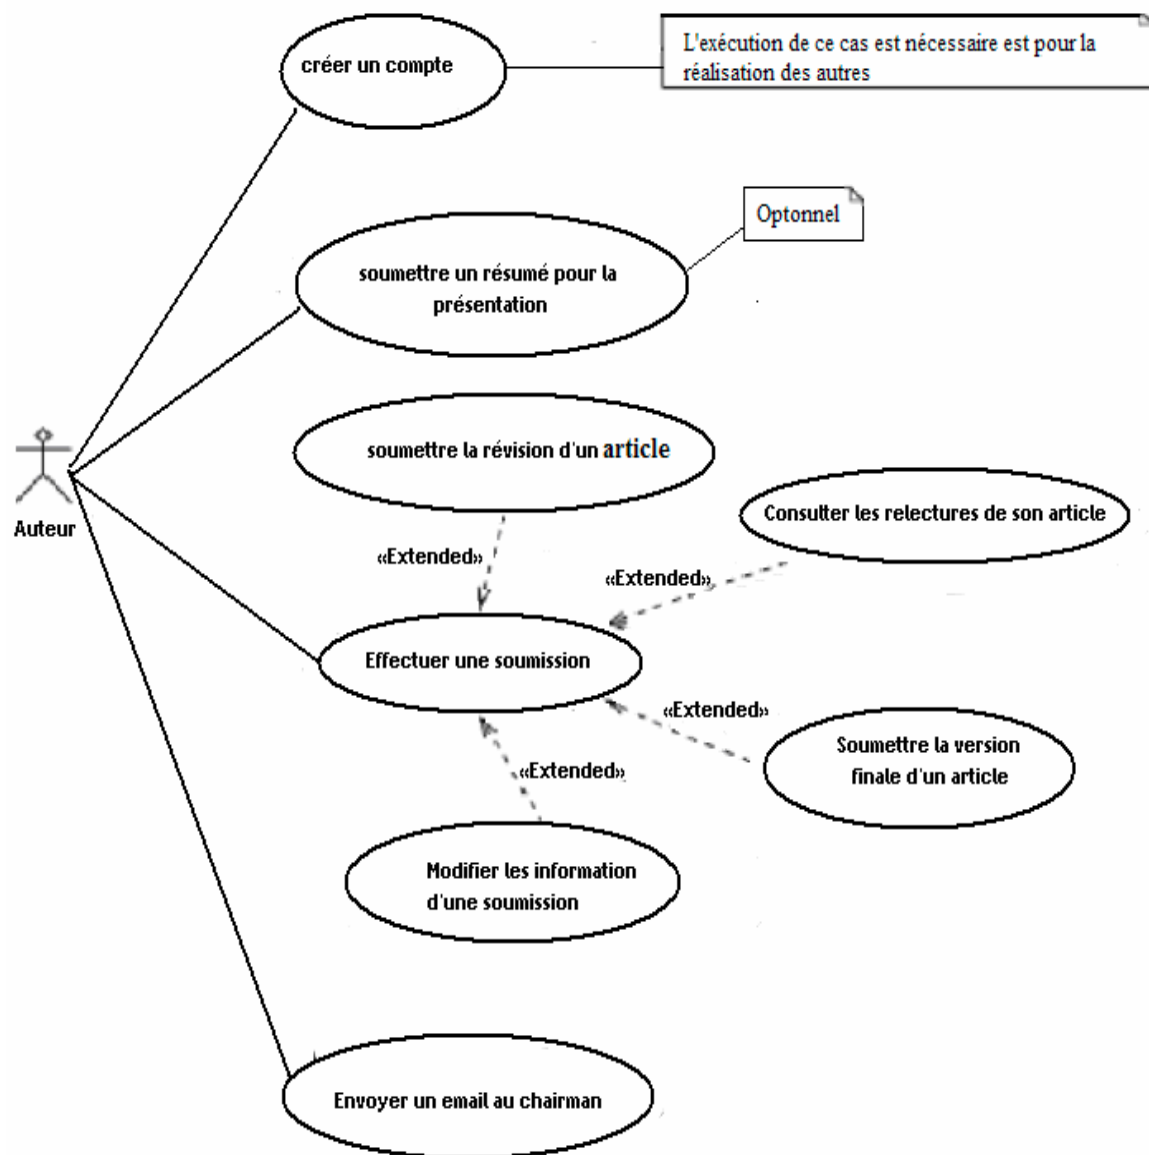 créer un compte
L'exécution de ce cas est nécessaire est pour la
réalisation des autres
Optonnel
soumettre un résumé pour la
présentation
soumettre la révision d'un article
Consulter les relectures de son article
Auteur
«Extended»
«Extended»
Effectuer une soumission
«Extended»
Soumettre la version
finale d'un article
«Extended»
Modifier les information
d'une soumission
Envoyer un email au chairman